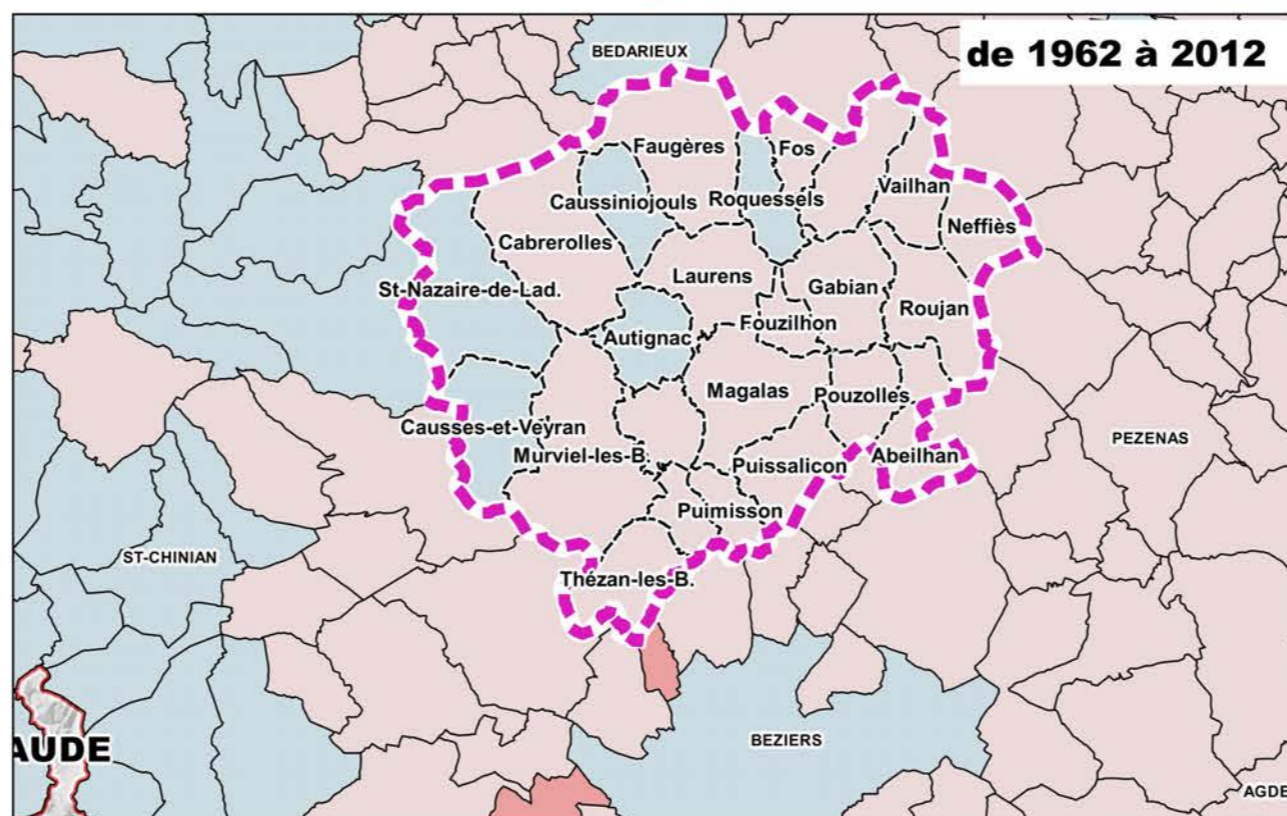 BEDARIEUX
de 1962 à 2012
Faugères
Fos
Caussiniojouls
Roquessels
Vailhan
Neffiès
Cabrerolles
Laurens
Gabian
St-Nazaire-de-Lad.
Roujan
Autignac
Fouzilhon
Magalas
Pouzolles
Causses-et-Veyran
PEZENAS
Murviel-les-B.
Puissalicon
Abeilhan
Puimisson
ST-CHINIAN
Thézan-les-B.
AUDE
BEZIERS
AGDE